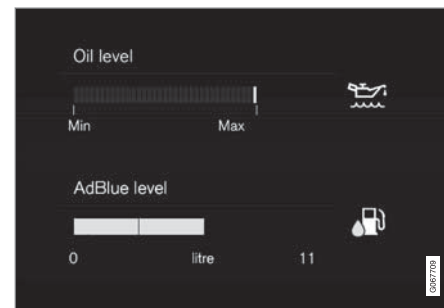 Oil level
Min Max
AdBlue level
0 litre 11
G067709